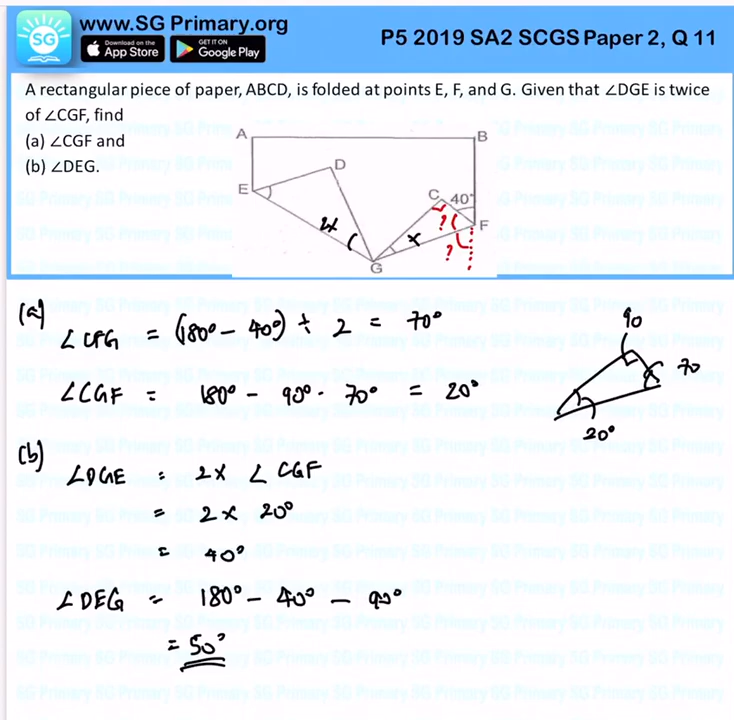 SG
www.SG Primary.org
Download on the
App Store
GET IT ON
Google Play
P5 2019 SA2 SCGS Paper 2, Q 11
A rectangular piece of paper, ABCD, is folded at points E, F, and G. Given that ∠DGE is twice
of ∠CGF, find
(a) ∠CGF and
(b) ∠DEG.
A
B
D
E
C
40°
F
G
2x
x
?
?
(a)
∠CFG = (180° − 40°) ÷ 2 = 70°
∠CGF = 180° − 90° - 70° = 20°
90
70
20°
(b)
∠DGE = 2 x ∠ CGF
= 2 x 20°
= 40°
∠DEG = 180° − 40° − 90°
= 50°